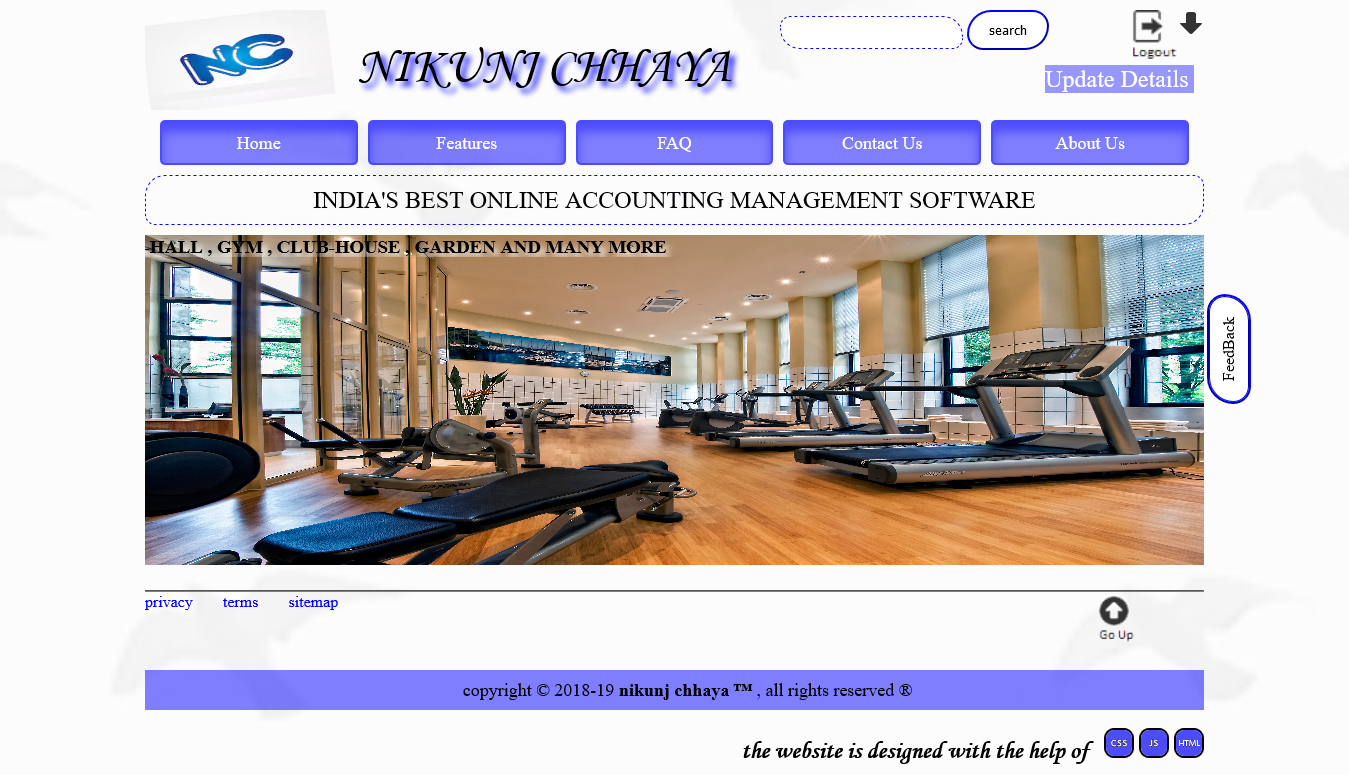 NC
NIKUNJ CHHAYA
search
Logout
Update Details
Home Features FAQ Contact Us About Us
INDIA'S BEST ONLINE ACCOUNTING MANAGEMENT SOFTWARE
-HALL , GYM , CLUB-HOUSE , GARDEN AND MANY MORE
FeedBack
privacy terms sitemap
Go Up
copyright © 2018-19 nikunj chhaya ™ , all rights reserved ®
the website is designed with the help of CSS JS HTML